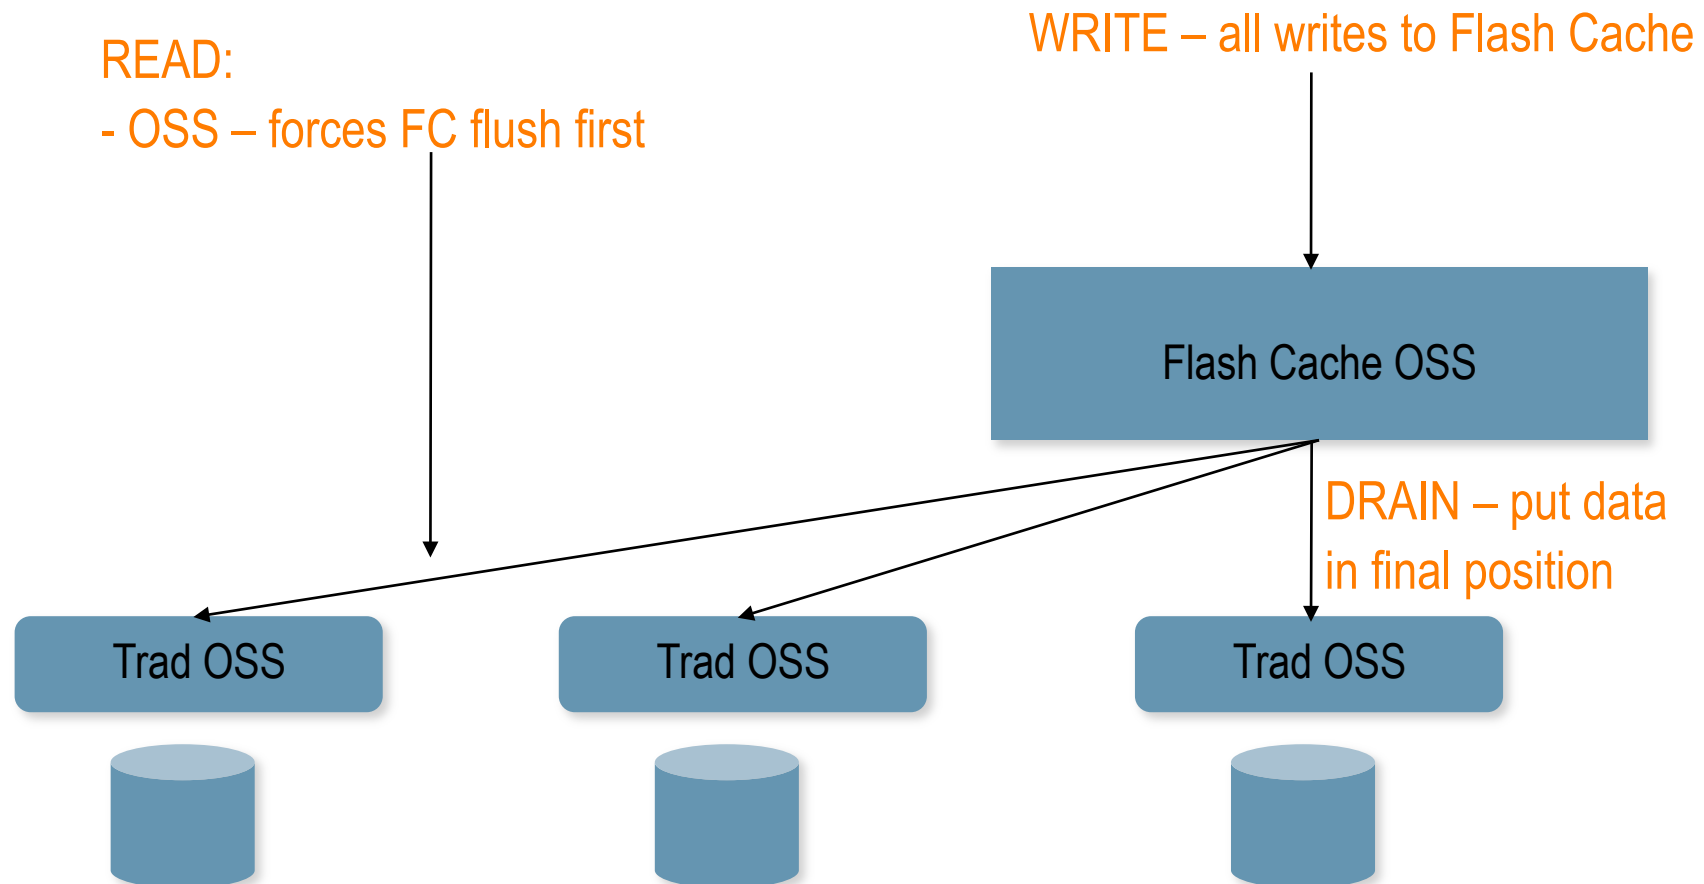 READ:
- OSS – forces FC flush first
WRITE – all writes to Flash Cache
Flash Cache OSS
DRAIN – put data
in final position
Trad OSS
Trad OSS
Trad OSS